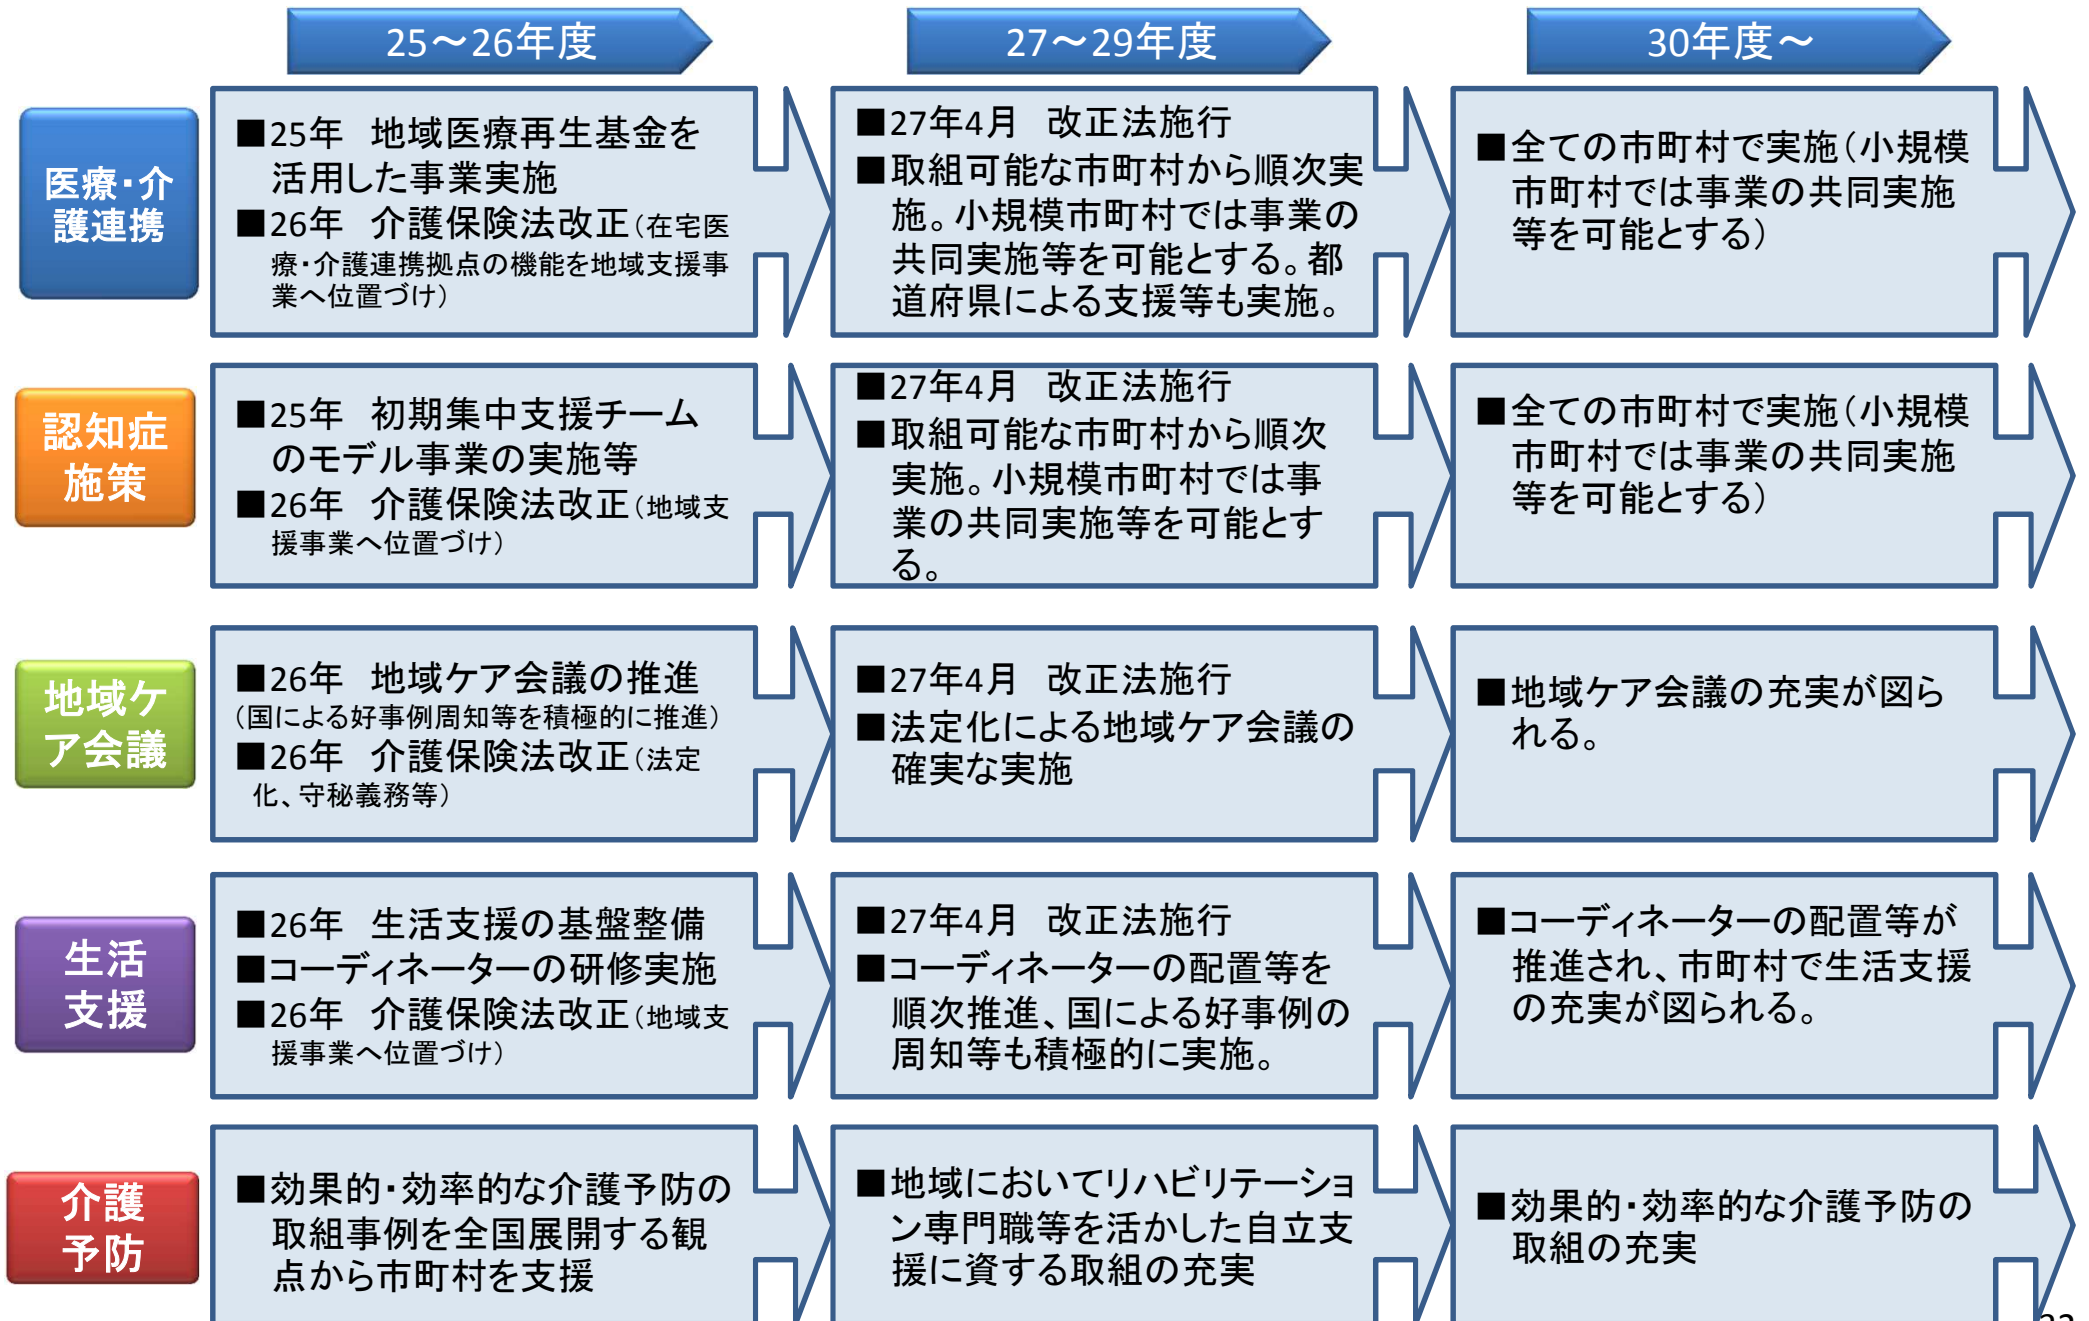 25～26年度
27～29年度
30年度～
医療・介
護連携
■25年　地域医療再生基金を
活用した事業実施
■26年　介護保険法改正（在宅医
療・介護連携拠点の機能を地域支援事
業へ位置づけ）
■27年4月　改正法施行
■取組可能な市町村から順次実
施。小規模市町村では事業の
共同実施等を可能とする。都
道府県による支援等も実施。
■全ての市町村で実施（小規模
市町村では事業の共同実施
等を可能とする）
認知症
施策
■25年　初期集中支援チーム
のモデル事業の実施等
■26年　介護保険法改正（地域支
援事業へ位置づけ）
■27年4月　改正法施行
■取組可能な市町村から順次
実施。小規模市町村では事
業の共同実施等を可能とす
る。
■全ての市町村で実施（小規模
市町村では事業の共同実施
等を可能とする）
地域ケ
ア会議
■26年　地域ケア会議の推進
（国による好事例周知等を積極的に推進）
■26年　介護保険法改正（法定
化、守秘義務等）
■27年4月　改正法施行
■法定化による地域ケア会議の
確実な実施
■地域ケア会議の充実が図ら
れる。
生活
支援
■26年　生活支援の基盤整備
■コーディネーターの研修実施
■26年　介護保険法改正（地域支
援事業へ位置づけ）
■27年4月　改正法施行
■コーディネーターの配置等を
順次推進、国による好事例の
周知等も積極的に実施。
■コーディネーターの配置等が
推進され、市町村で生活支援
の充実が図られる。
介護
予防
■効果的・効率的な介護予防の
取組事例を全国展開する観
点から市町村を支援
■地域においてリハビリテーショ
ン専門職等を活かした自立支
援に資する取組の充実
■効果的・効率的な介護予防の
取組の充実